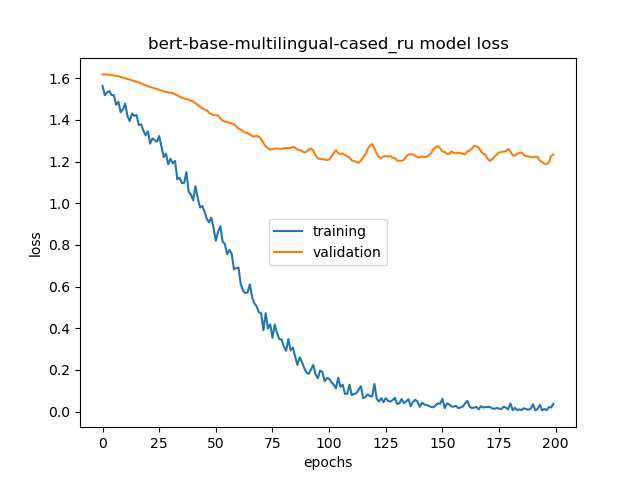 bert-base-multilingual-cased_ru model loss
loss
1.6
1.4
1.2
1.0
0.8
0.6
0.4
0.2
0.0
training
validation
0 25 50 75 100 125 150 175 200
epochs